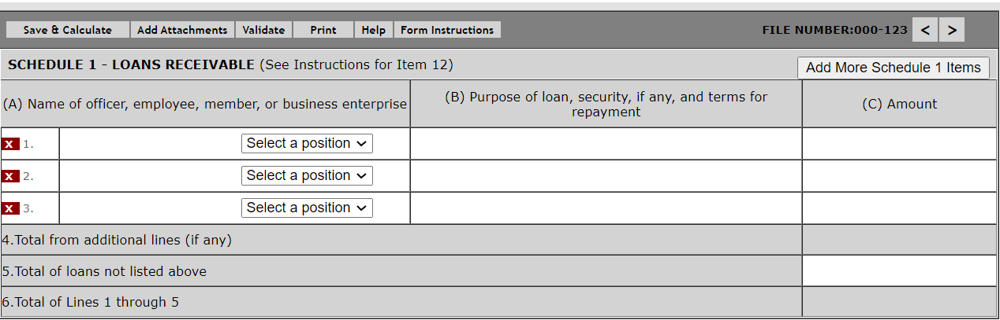 Save & Calculate Add Attachments Validate Print Help Form Instructions FILE NUMBER:000-123 < >
SCHEDULE 1 - LOANS RECEIVABLE (See Instructions for Item 12) Add More Schedule 1 Items
(A) Name of officer, employee, member, or business enterprise
(B) Purpose of loan, security, if any, and terms for
repayment
(C) Amount
X 1. Select a position
X 2. Select a position
X 3. Select a position
4.Total from additional lines (if any)
5.Total of loans not listed above
6.Total of Lines 1 through 5